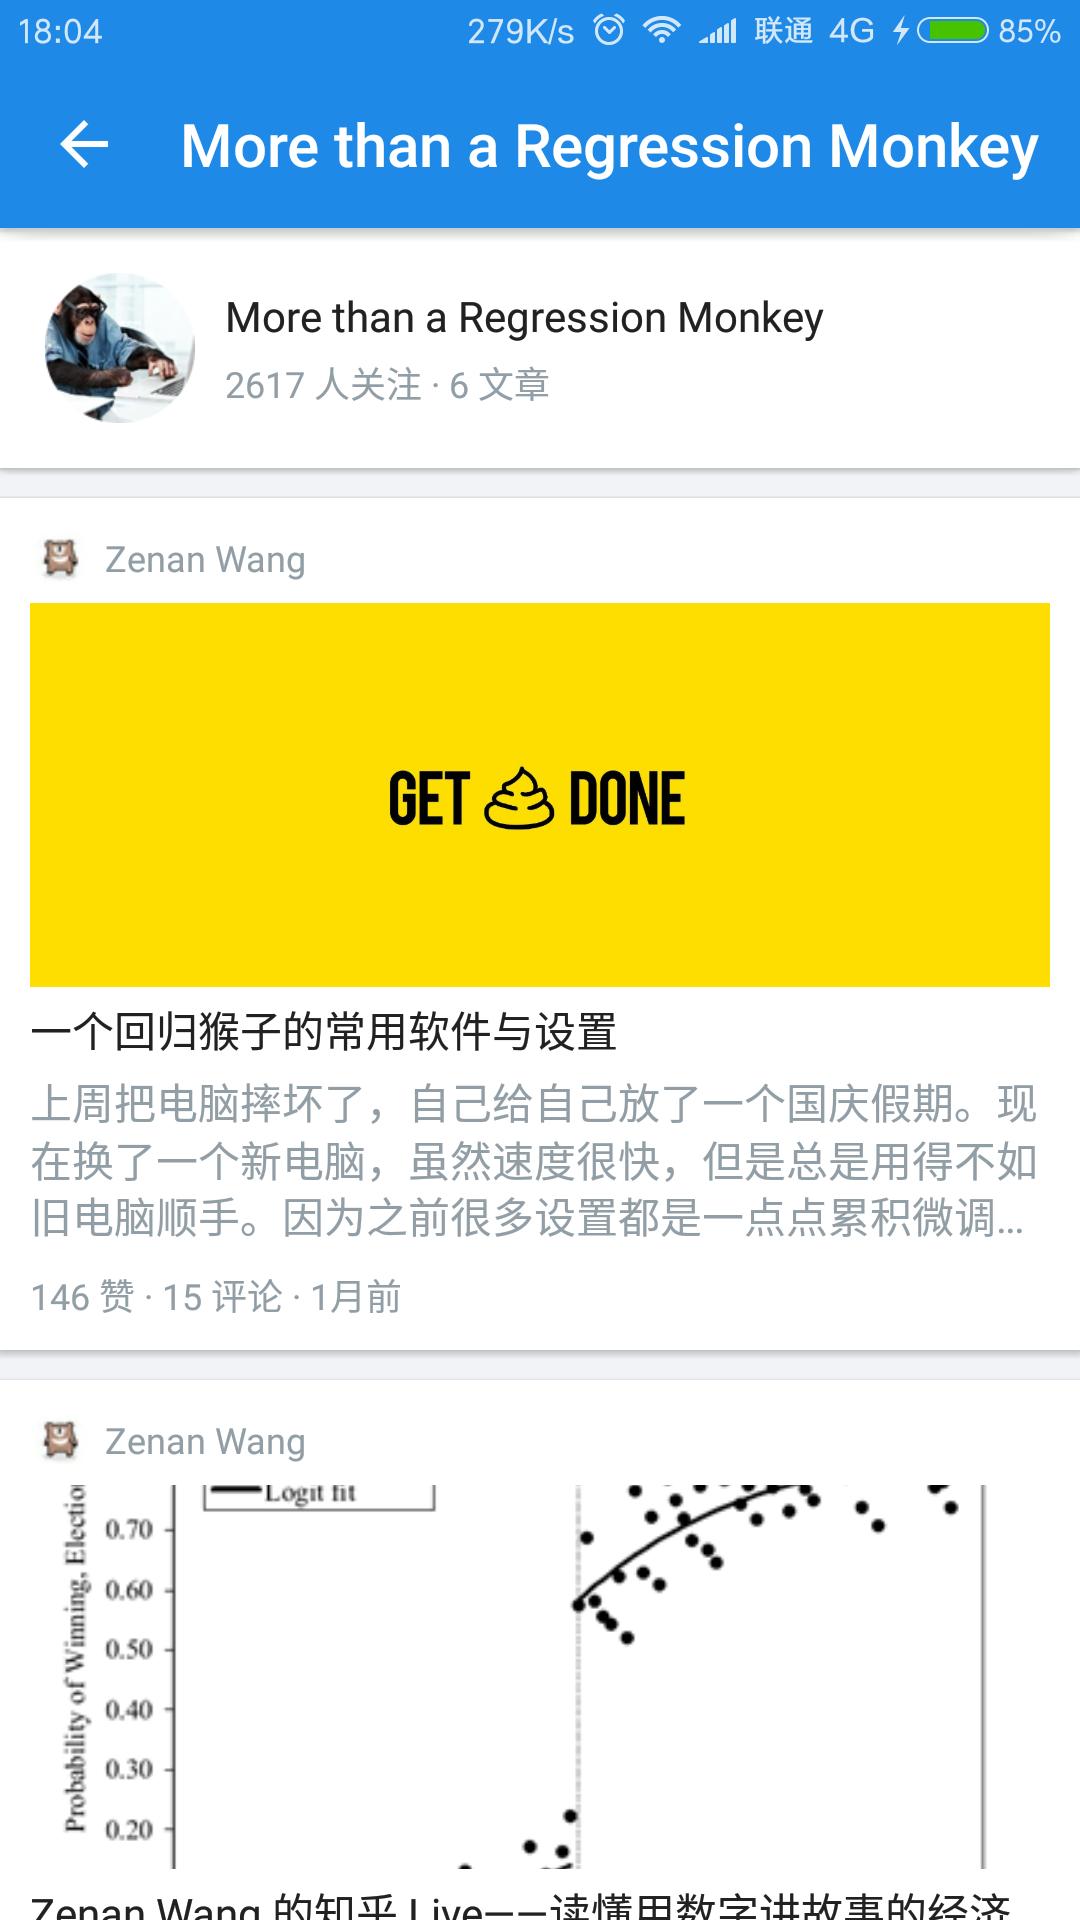 18:04 279K/s 联通 4G 85%
More than a Regression Monkey
More than a Regression Monkey
2617 人关注 · 6 文章
Zenan Wang
GET DONE
一个回归猴子的常用软件与设置
上周把电脑摔坏了，自己给自己放了一个国庆假期。现
在换了一个新电脑，虽然速度很快，但是总是用得不如
旧电脑顺手。因为之前很多设置都是一点点累积微调...
146 赞 · 15 评论 · 1月前
Zenan Wang
Logit fit
Probability of Winning, Electio
0.70
0.60
0.50
0.40
0.30
0.20
Zenan Wang 的知乎 Live——读懂用数字讲故事的经济